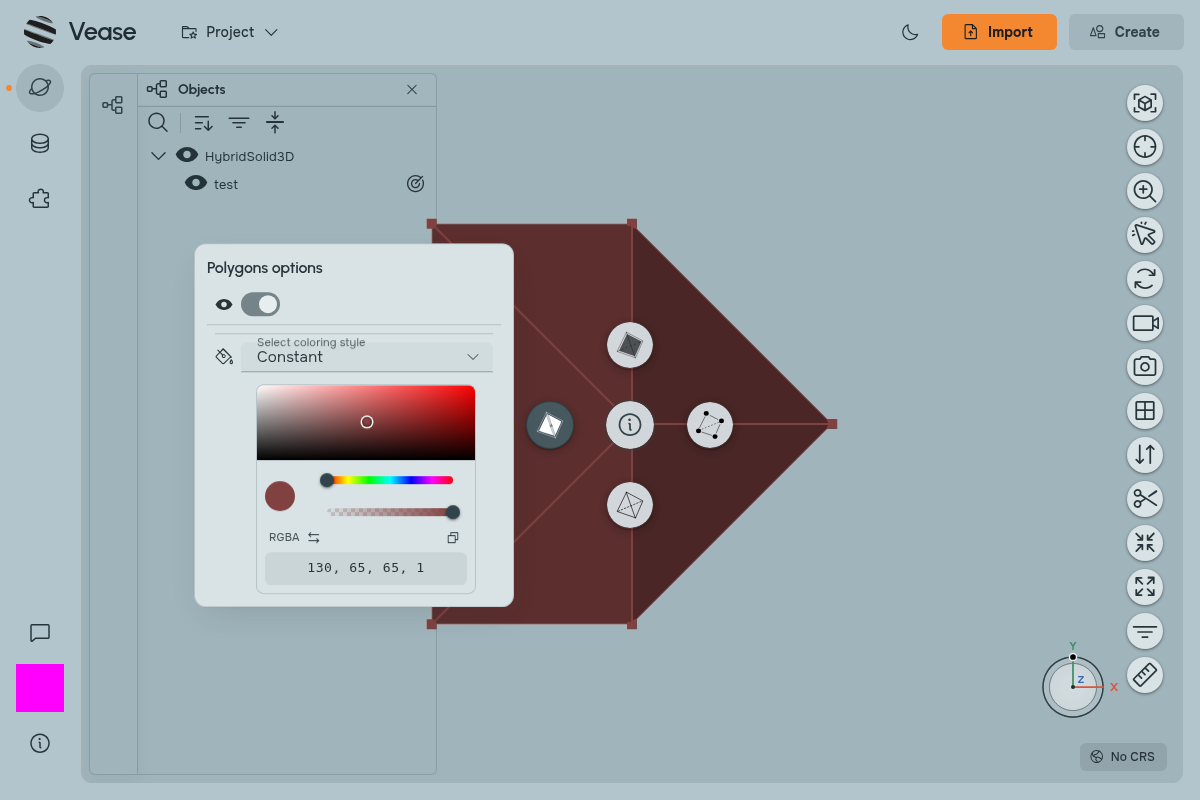 Vease
Project
Import
Create
Objects
HybridSolid3D
test
Polygons options
Select coloring style
Constant
RGBA
130, 65, 65, 1
Y
Z
X
No CRS